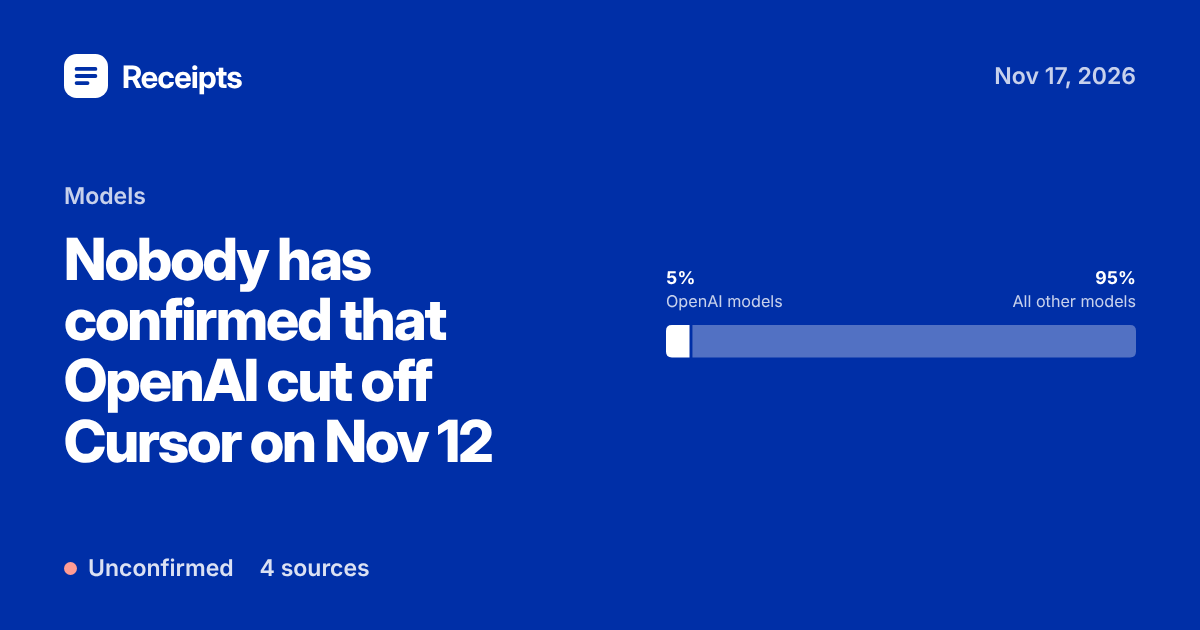 Receipts
Nov 17, 2026
Models
Nobody has
confirmed that
OpenAI cut off
Cursor on Nov 12
5%
OpenAI models
95%
All other models
Unconfirmed
4 sources